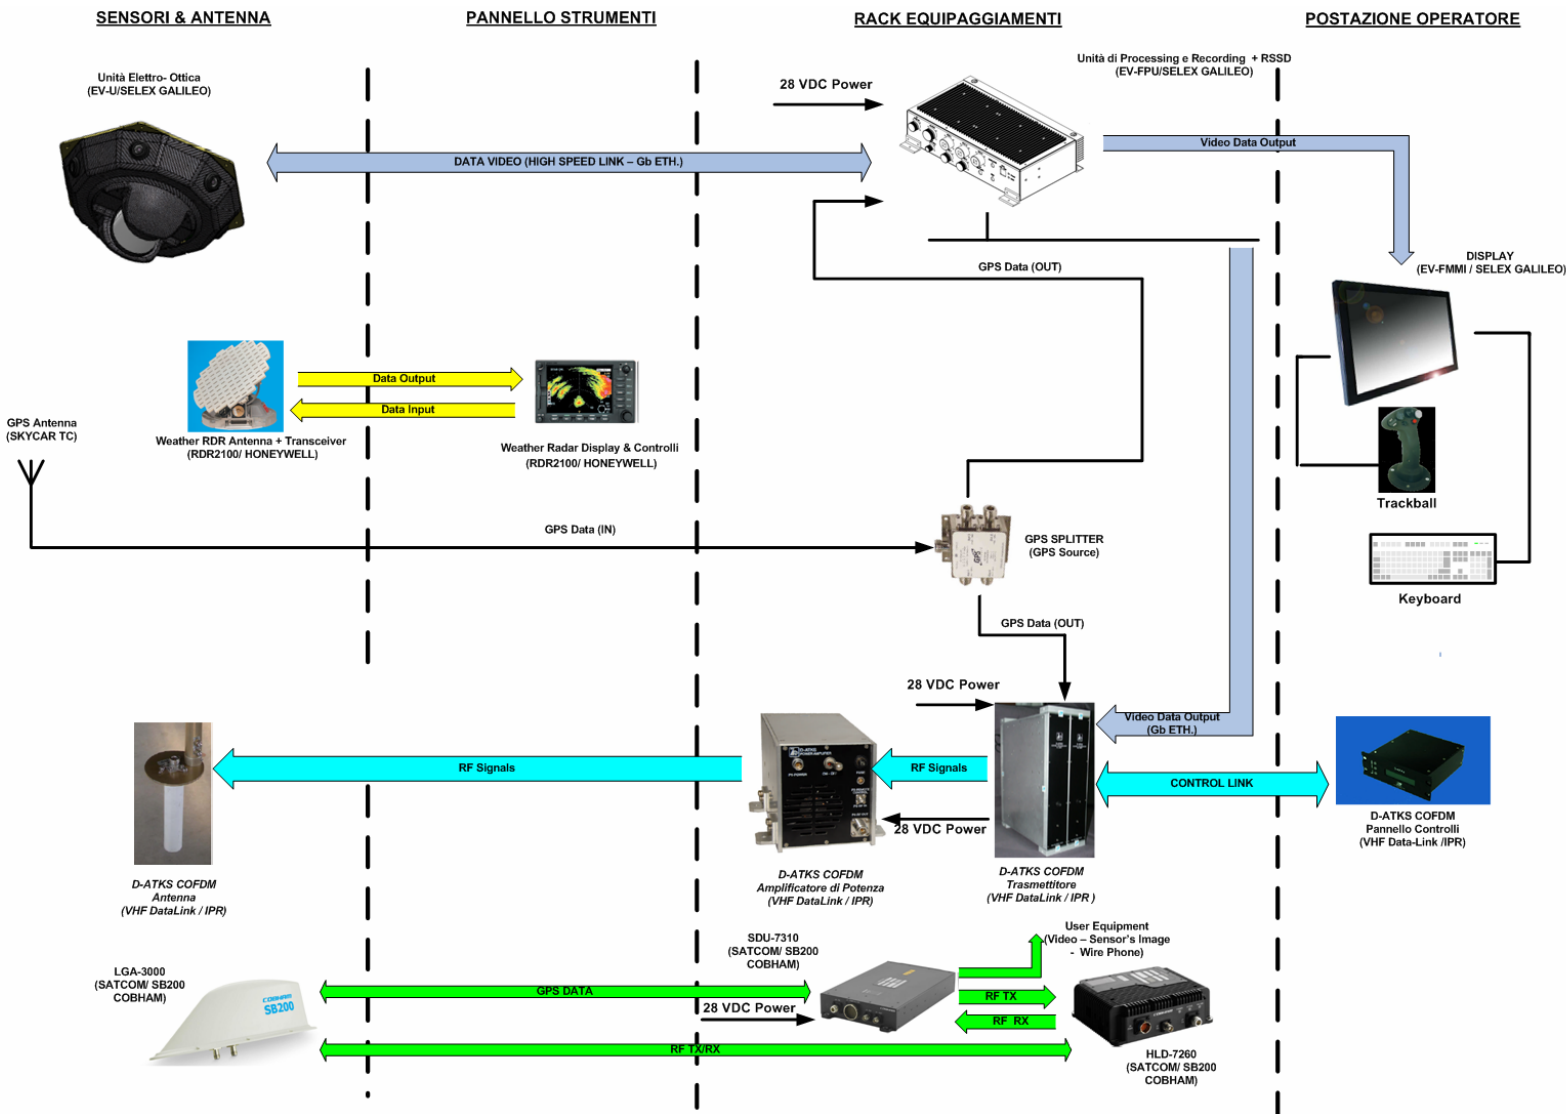 SENSORI & ANTENNA
PANNELLO STRUMENTI
RACK EQUIPAGGIAMENTI
POSTAZIONE OPERATORE
Unità Elettro- Ottica
(EV-U/SELEX GALILEO)
28 VDC Power
Unità di Processing e Recording + RSSD
(EV-FPU/SELEX GALILEO)
DATA VIDEO (HIGH SPEED LINK – Gb ETH.)
Video Data Output
GPS Data (OUT)
DISPLAY
(EV-FMMI / SELEX GALILEO)
Data Output
Data Input
GPS Antenna
(SKYCAR TC)
Weather RDR Antenna + Transceiver
(RDR2100/ HONEYWELL)
Weather Radar Display & Controlli
(RDR2100/ HONEYWELL)
Trackball
GPS Data (IN)
GPS SPLITTER
(GPS Source)
Keyboard
GPS Data (OUT)
28 VDC Power
Video Data Output
(Gb ETH.)
D-ATKS
POWER AMPLIFIER
RF Signals
RF Signals
CONTROL LINK
28 VDC Power
D-ATKS COFDM
Pannello Controlli
(VHF Data-Link /IPR)
D-ATKS COFDM
Antenna
(VHF DataLink / IPR)
D-ATKS COFDM
Amplificatore di Potenza
(VHF DataLink / IPR)
D-ATKS COFDM
Trasmettitore
(VHF DataLink / IPR )
SDU-7310
(SATCOM/ SB200
COBHAM)
User Equipment
(Video – Sensor's Image
- Wire Phone)
LGA-3000
(SATCOM/ SB200
COBHAM)
COBHAM
SB200
GPS DATA
28 VDC Power
RF TX
RF RX
RF TX/RX
HLD-7260
(SATCOM/ SB200
COBHAM)